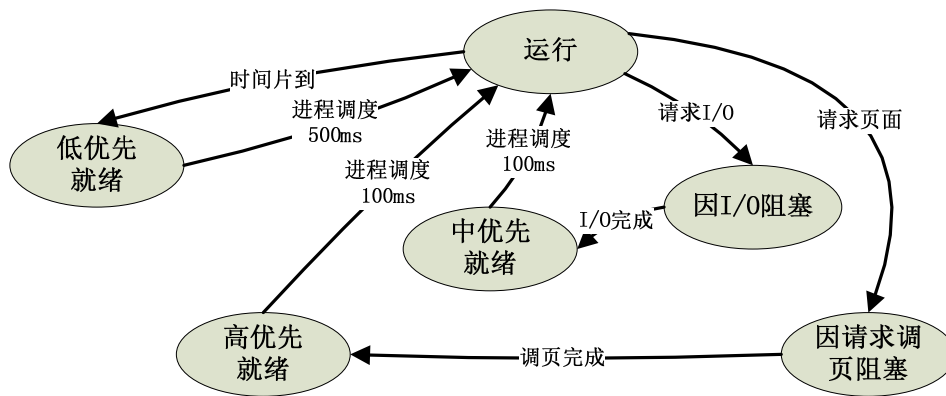 运行
时间片到
进程调度
500ms
请求I/O
请求页面
低优先
就绪
进程调度
100ms
进程调度
100ms
因I/O阻塞
I/O完成
中优先
就绪
高优先
就绪
调页完成
因请求调
页阻塞